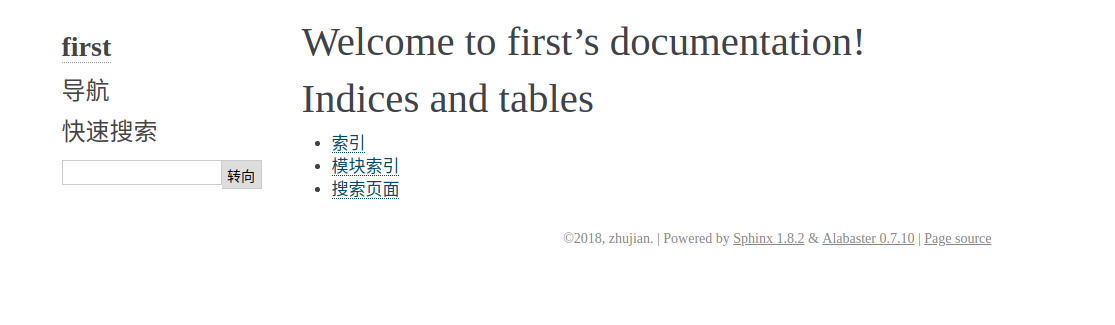 first
导航
快速搜索
转向
Welcome to first’s documentation!
Indices and tables
索引
模块索引
搜索页面
©2018, zhujian. | Powered by Sphinx 1.8.2 & Alabaster 0.7.10 | Page source